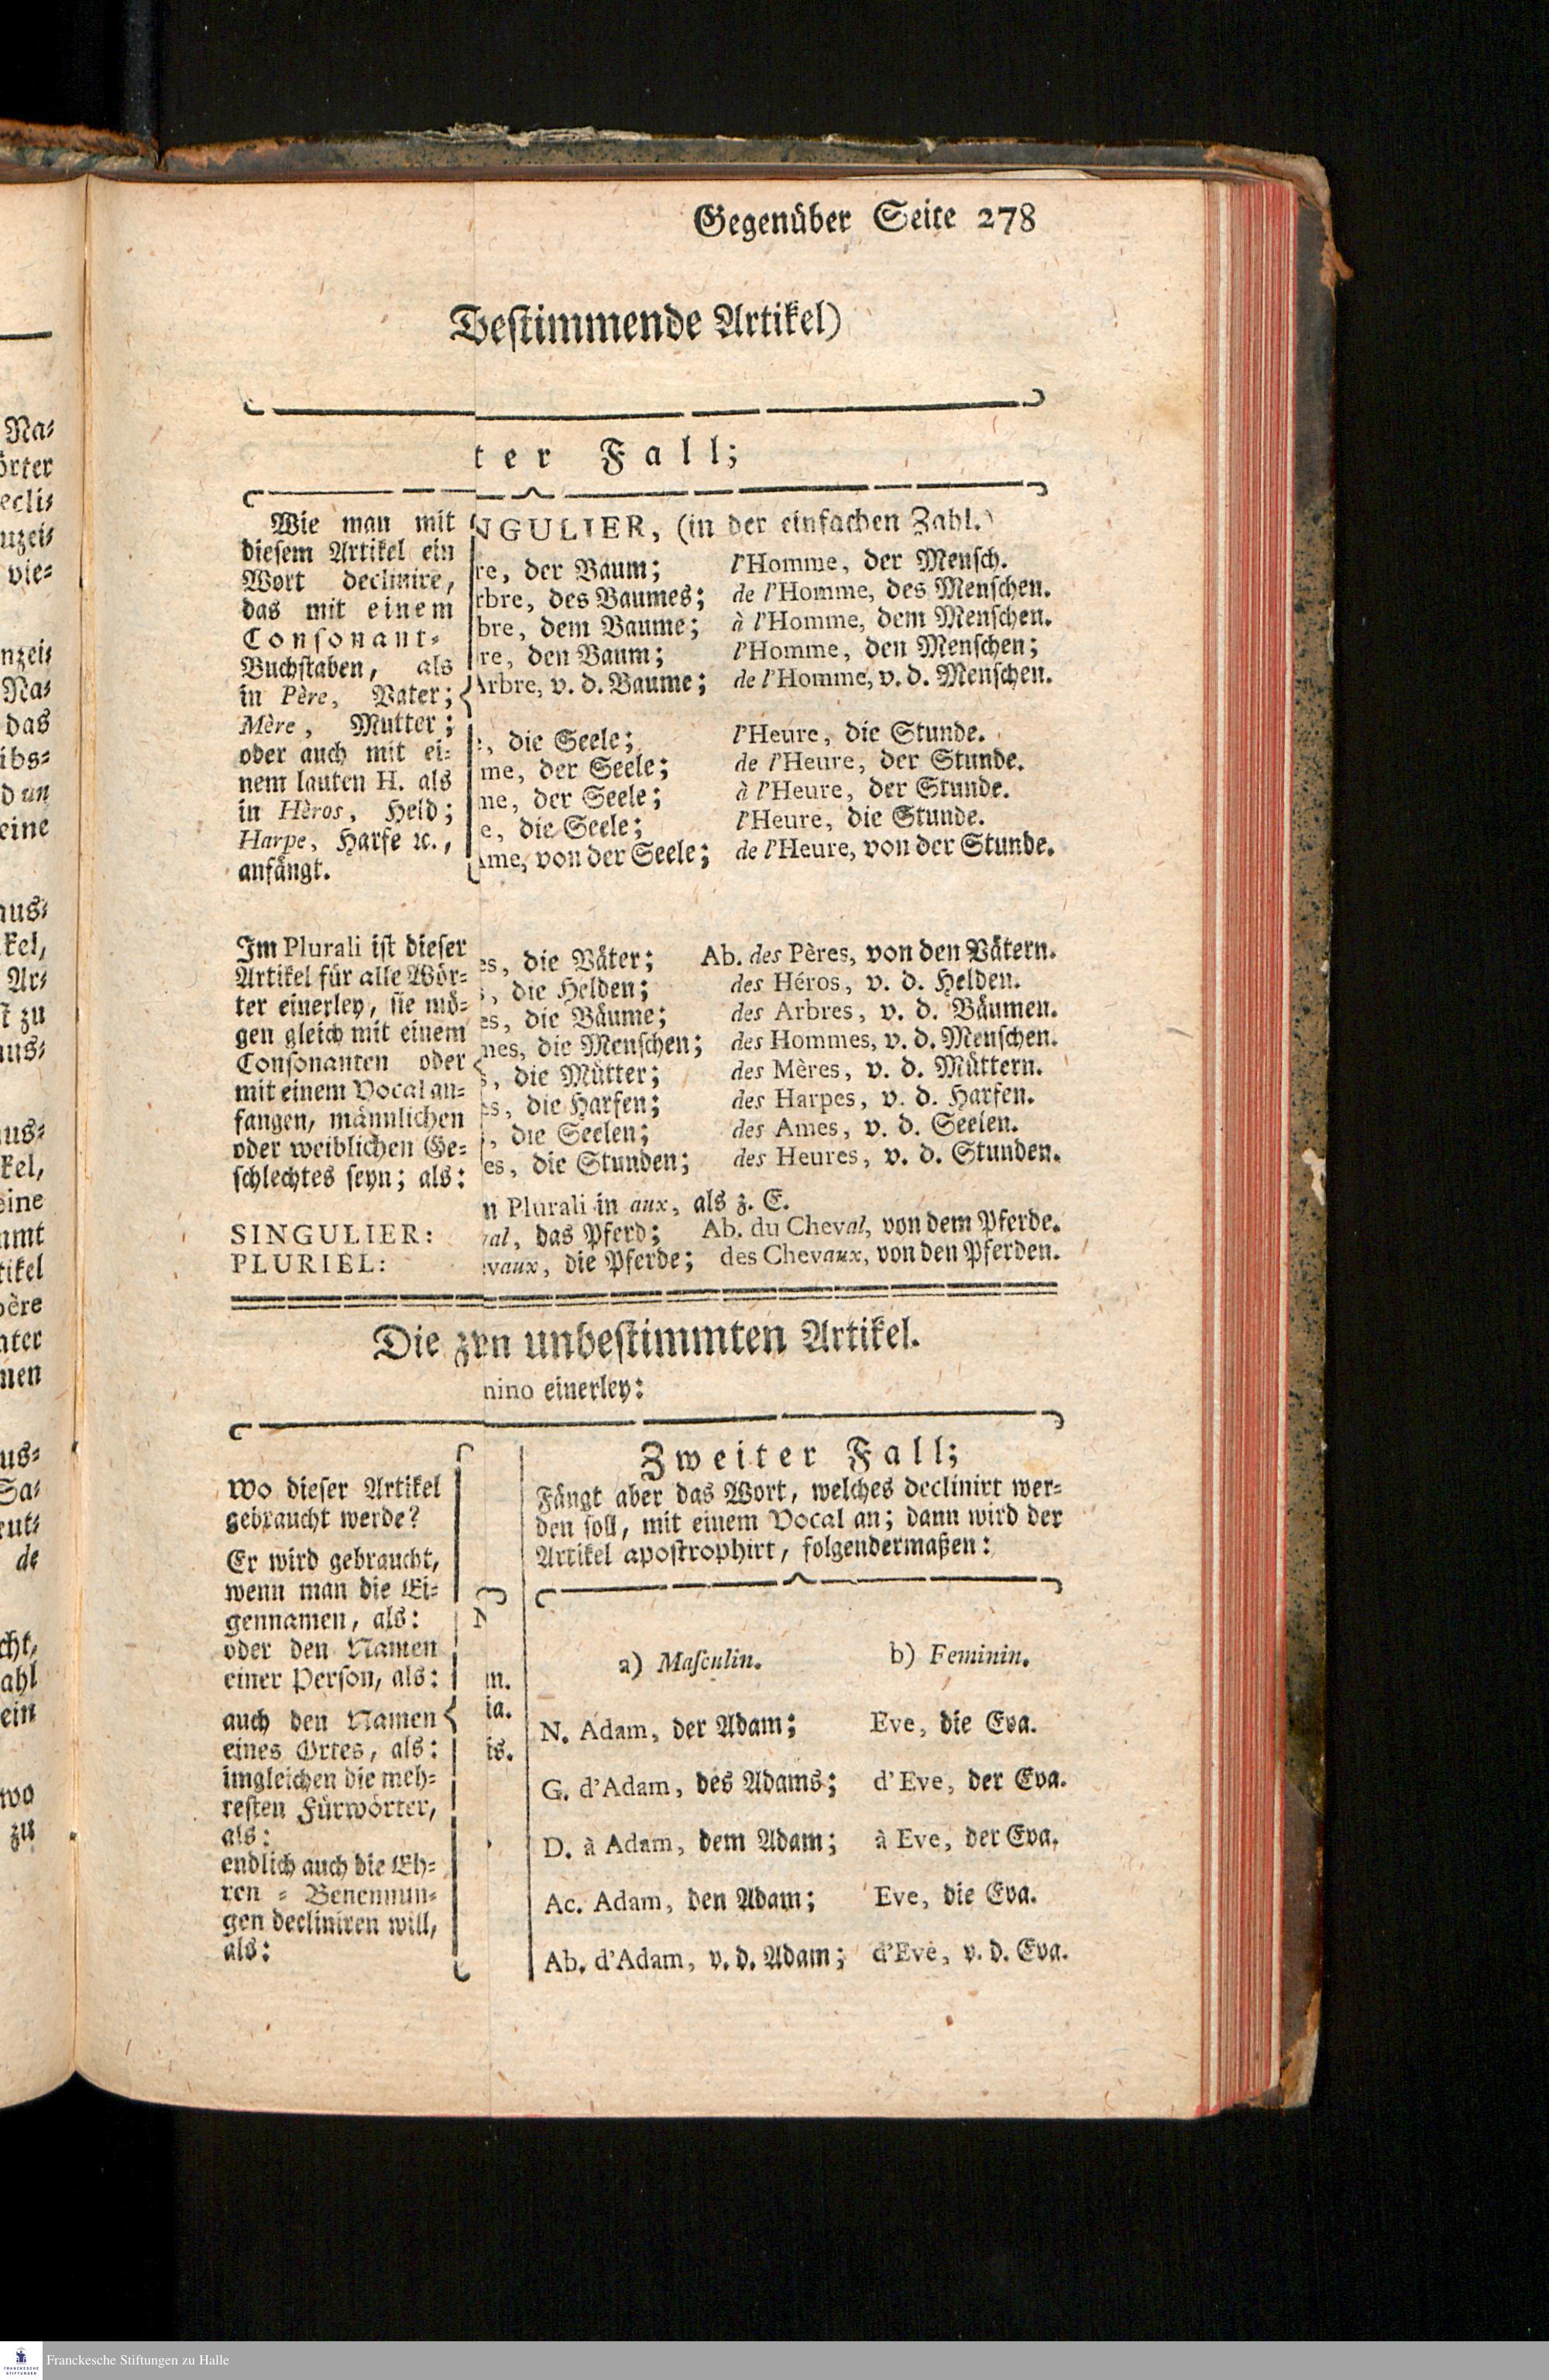 Gegenüber Seite 278
Bestimmende Artikel)
ter Fall;
Wie man mit
diesem Artikel ein
Wort declinire,
das mit einem
Consonant-
Buchstaben, als
in Père, Vater;
Mère, Mutter;
oder auch mit ei-
nem lauten H. als
in Hèros, Held;
Harpe, Harfe ꝛc.,
anfängt.
NGULIER, (in der einfachen Zahl.)
re, der Baum; l'Homme, der Mensch.
rbre, des Baumes; de l'Homme, des Menschen.
bre, dem Baume; à l'Homme, dem Menschen.
re, den Baum; l'Homme, den Menschen;
Arbre, v. d. Baume; de l'Homme, v. d. Menschen.
e, die Seele; l'Heure, die Stunde.
me, der Seele; de l'Heure, der Stunde.
ne, der Seele; à l'Heure, der Stunde.
e, die Seele; l'Heure, die Stunde.
Ame, von der Seele; de l'Heure, von der Stunde.
Im Plurali ist dieser
Artikel für alle Wör-
ter einerley, sie mö-
gen gleich mit einem
Consonanten oder
mit einem Vocal an-
fangen, männlichen
oder weiblichen Ge-
schlechtes seyn; als:
es, die Väter; Ab. des Pères, von den Vätern.
s, die Helden; des Héros, v. d. Helden.
es, die Bäume; des Arbres, v. d. Bäumen.
mes, die Menschen; des Hommes, v. d. Menschen.
s, die Mütter; des Mères, v. d. Müttern.
es, die Harfen; des Harpes, v. d. Harfen.
s, die Seelen; des Ames, v. d. Seelen.
es, die Stunden; des Heures, v. d. Stunden.
n Plurali in aux, als z. E.
SINGULIER: val, das Pferd; Ab. du Cheval, von dem Pferde.
PLURIEL: evaux, die Pferde; des Chevaux, von den Pferden.
Die zen unbestimmten Artikel.
nino einerley:
Wo dieser Artikel
gebraucht werde?
Er wird gebraucht,
wenn man die Ei-
gennamen, als:
oder den Namen
einer Person, als:
auch den Namen
eines Ortes, als:
imgleichen die meh-
resten Fürwörter,
als:
endlich auch die Eh-
ren - Benennun-
gen decliniren will,
als:
m.
ia.
is.
Zweiter Fall;
Fängt aber das Wort, welches declinirt wer-
den soll, mit einem Vocal an; dann wird der
Artikel apostrophirt, folgendermaßen:
a) Masculin. b) Feminin.
N. Adam, der Adam; Eve, die Eva.
G. d'Adam, des Adams; d'Eve, der Eva.
D. à Adam, dem Adam; à Eve, der Eva.
Ac. Adam, den Adam; Eve, die Eva.
Ab. d'Adam, v. d. Adam; d'Eve, v. d. Eva.
Franckesche Stiftungen zu Halle